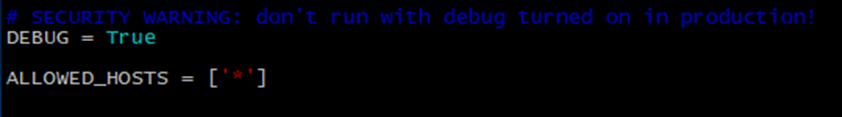 # SECURITY WARNING: don't run with debug turned on in production!
DEBUG = True
ALLOWED_HOSTS = ['*']